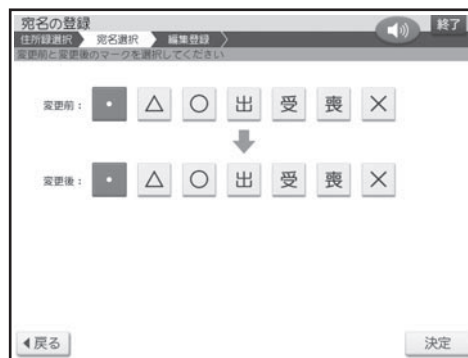 宛名の登録
終了
住所録選択 宛名選択 編集登録
変更前と変更後のマークを選択してください
変更前： ・ △ ○ 出 受 喪 ×
変更後： ・ △ ○ 出 受 喪 ×
戻る
決定